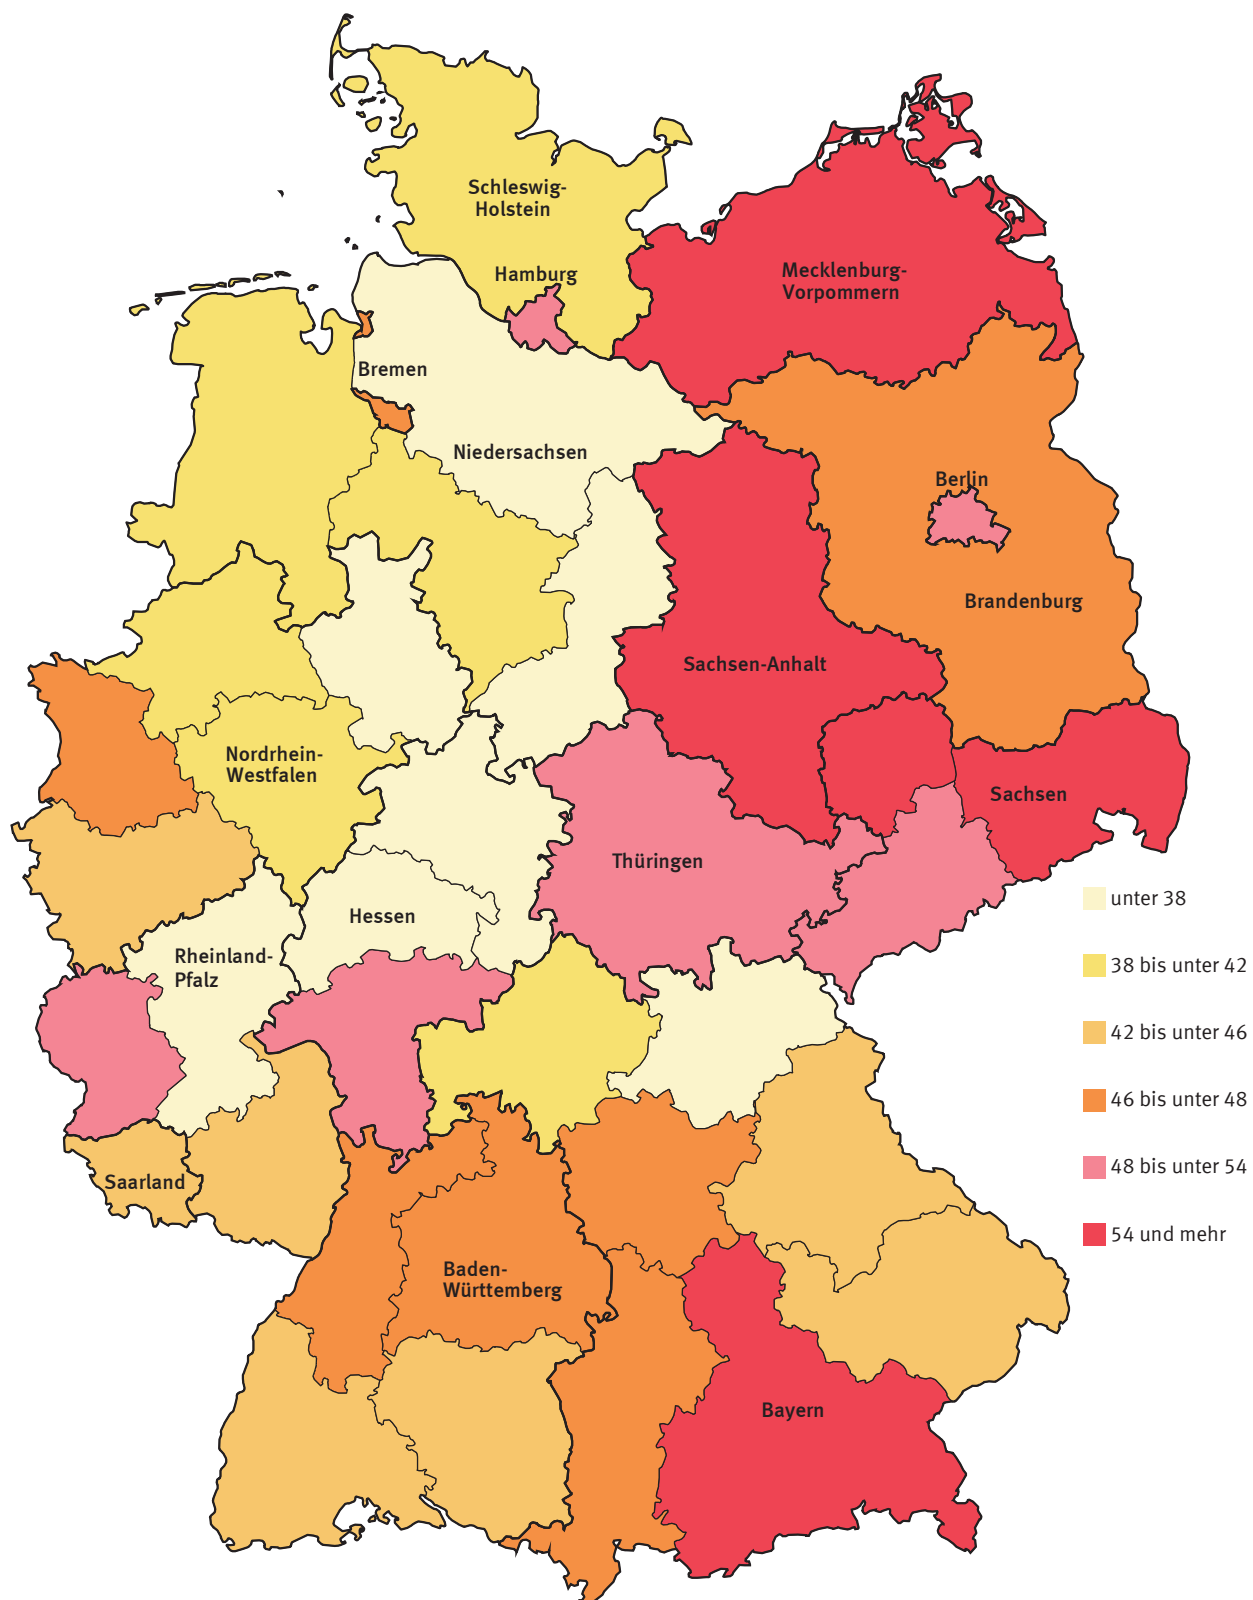 Schleswig-
Holstein
Hamburg
Mecklenburg-
Vorpommern
Bremen
Niedersachsen
Berlin
Brandenburg
Sachsen-Anhalt
Nordrhein-
Westfalen
Sachsen
Thüringen
Hessen
Rheinland-
Pfalz
Saarland
Baden-
Württemberg
Bayern
unter 38
38 bis unter 42
42 bis unter 46
46 bis unter 48
48 bis unter 54
54 und mehr